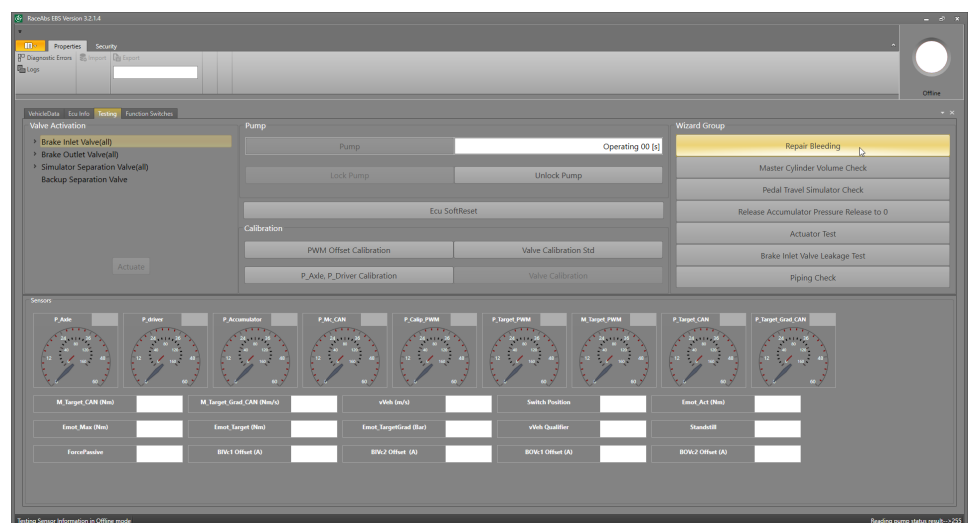 RaceAbs EBS Version 3.2.1.4
Properties Security
Diagnostic Errors Import Export
Logs
Offline
VehicleData Ecu Info Testing Function Switches
Valve Activation
Brake Inlet Valve(all)
Brake Outlet Valve(all)
Simulator Separation Valve(all)
Backup Separation Valve
Actuate
Pump
Pump Operating 00 [s]
Lock Pump Unlock Pump
Ecu SoftReset
Calibration
PWM Offset Calibration Valve Calibration Std
P_Axle, P_Driver Calibration Valve Calibration
Wizard Group
Repair Bleeding
Master Cylinder Volume Check
Pedal Travel Simulator Check
Release Accumulator Pressure Release to 0
Actuator Test
Brake Inlet Valve Leakage Test
Piping Check
Sensors
P_Axle P_driver P_Accumulator P_Mc_CAN P_Calip_PWM P_Target_PWM M_Target_PWM P_Target_CAN P_Target_Grad_CAN
M_Target_CAN (Nm) M_Target_Grad_CAN (Nm/s) vVeh (m/s) Switch Position Emot_Act (Nm)
Emot_Max (Nm) Emot_Target (Nm) Emot_TargetGrad (Bar) vVeh Qualifier Standstill
ForcePassive BIVc1 Offset (A) BIVc2 Offset (A) BOVc1 Offset (A) BOVc2 Offset (A)
Testing Sensor Information in Offline mode Reading pump status result-->255